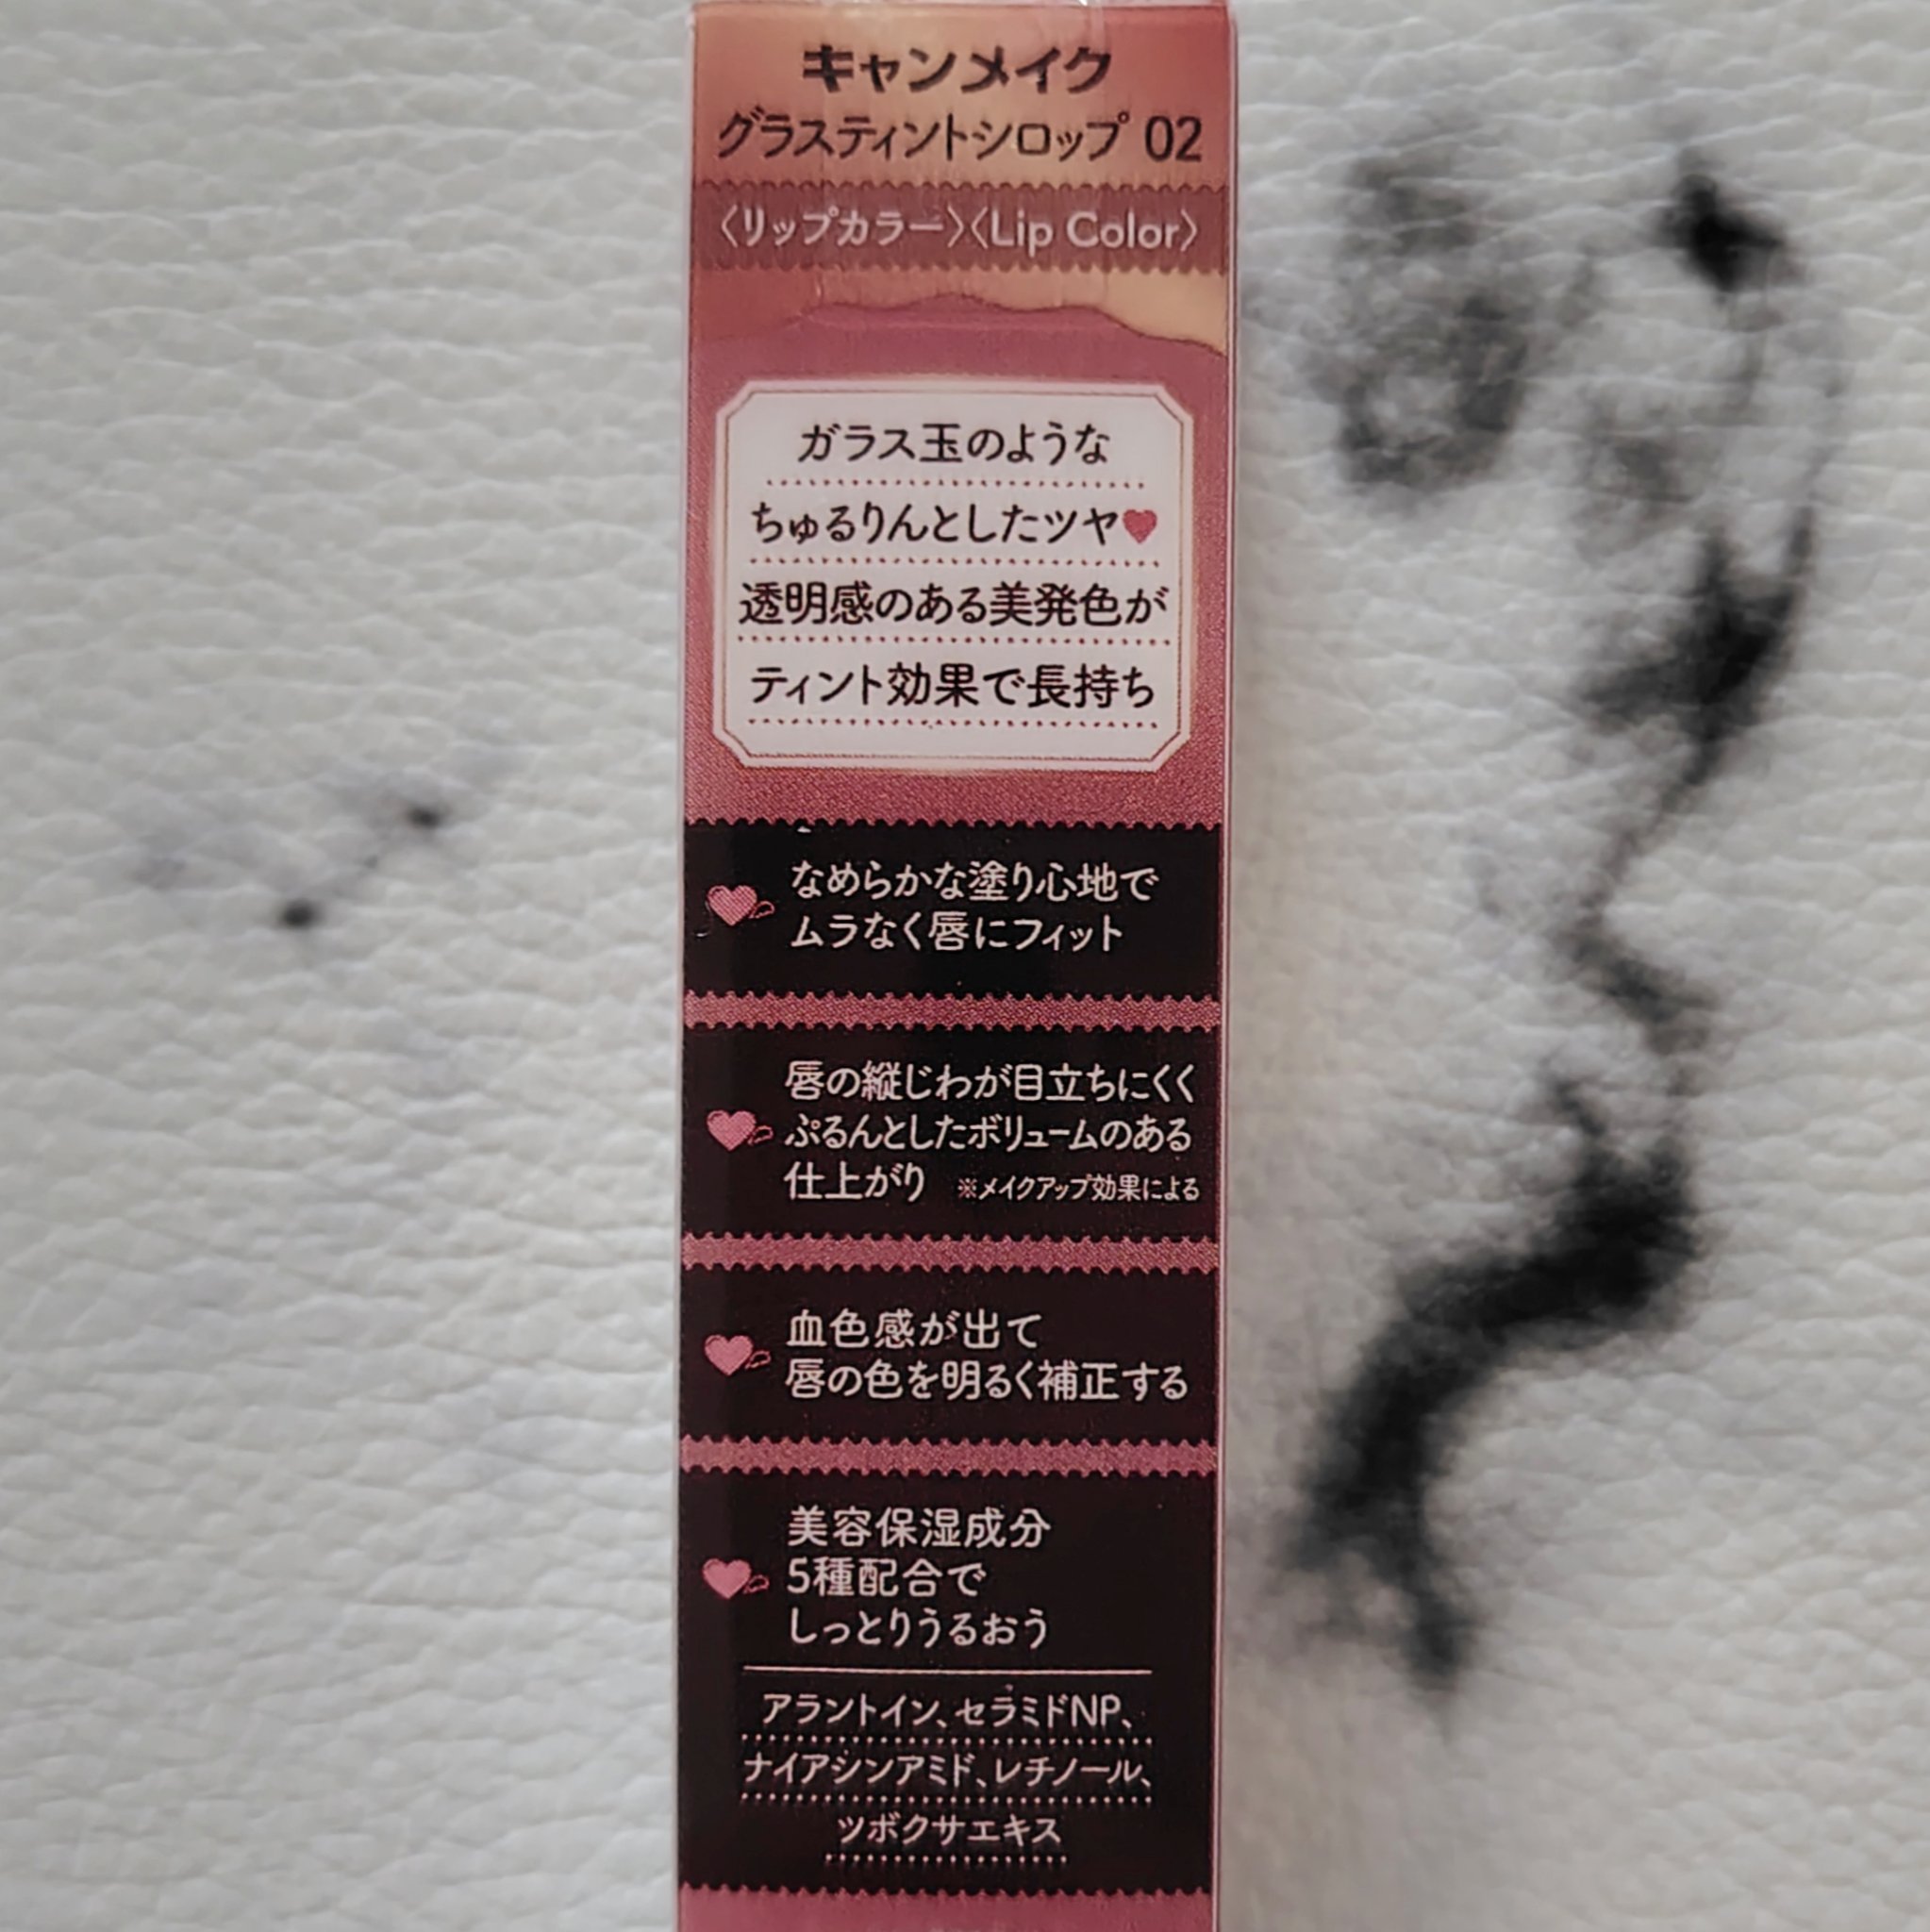 キャンメイク
グラスティントシロップ 02
〈リップカラー〉〈Lip Color〉
ガラス玉のような
ちゅるりんとしたツヤ♥
透明感のある美発色が
ティント効果で長持ち
なめらかな塗り心地で
ムラなく唇にフィット
唇の縦じわが目立ちにくく
ぷるんとしたボリュームのある
仕上がり ※メイクアップ効果による
血色感が出て
唇の色を明るく補正する
美容保湿成分
5種配合で
しっとりうるおう
アラントイン、セラミドNP、
ナイアシンアミド、レチノール、
ツボクサエキス